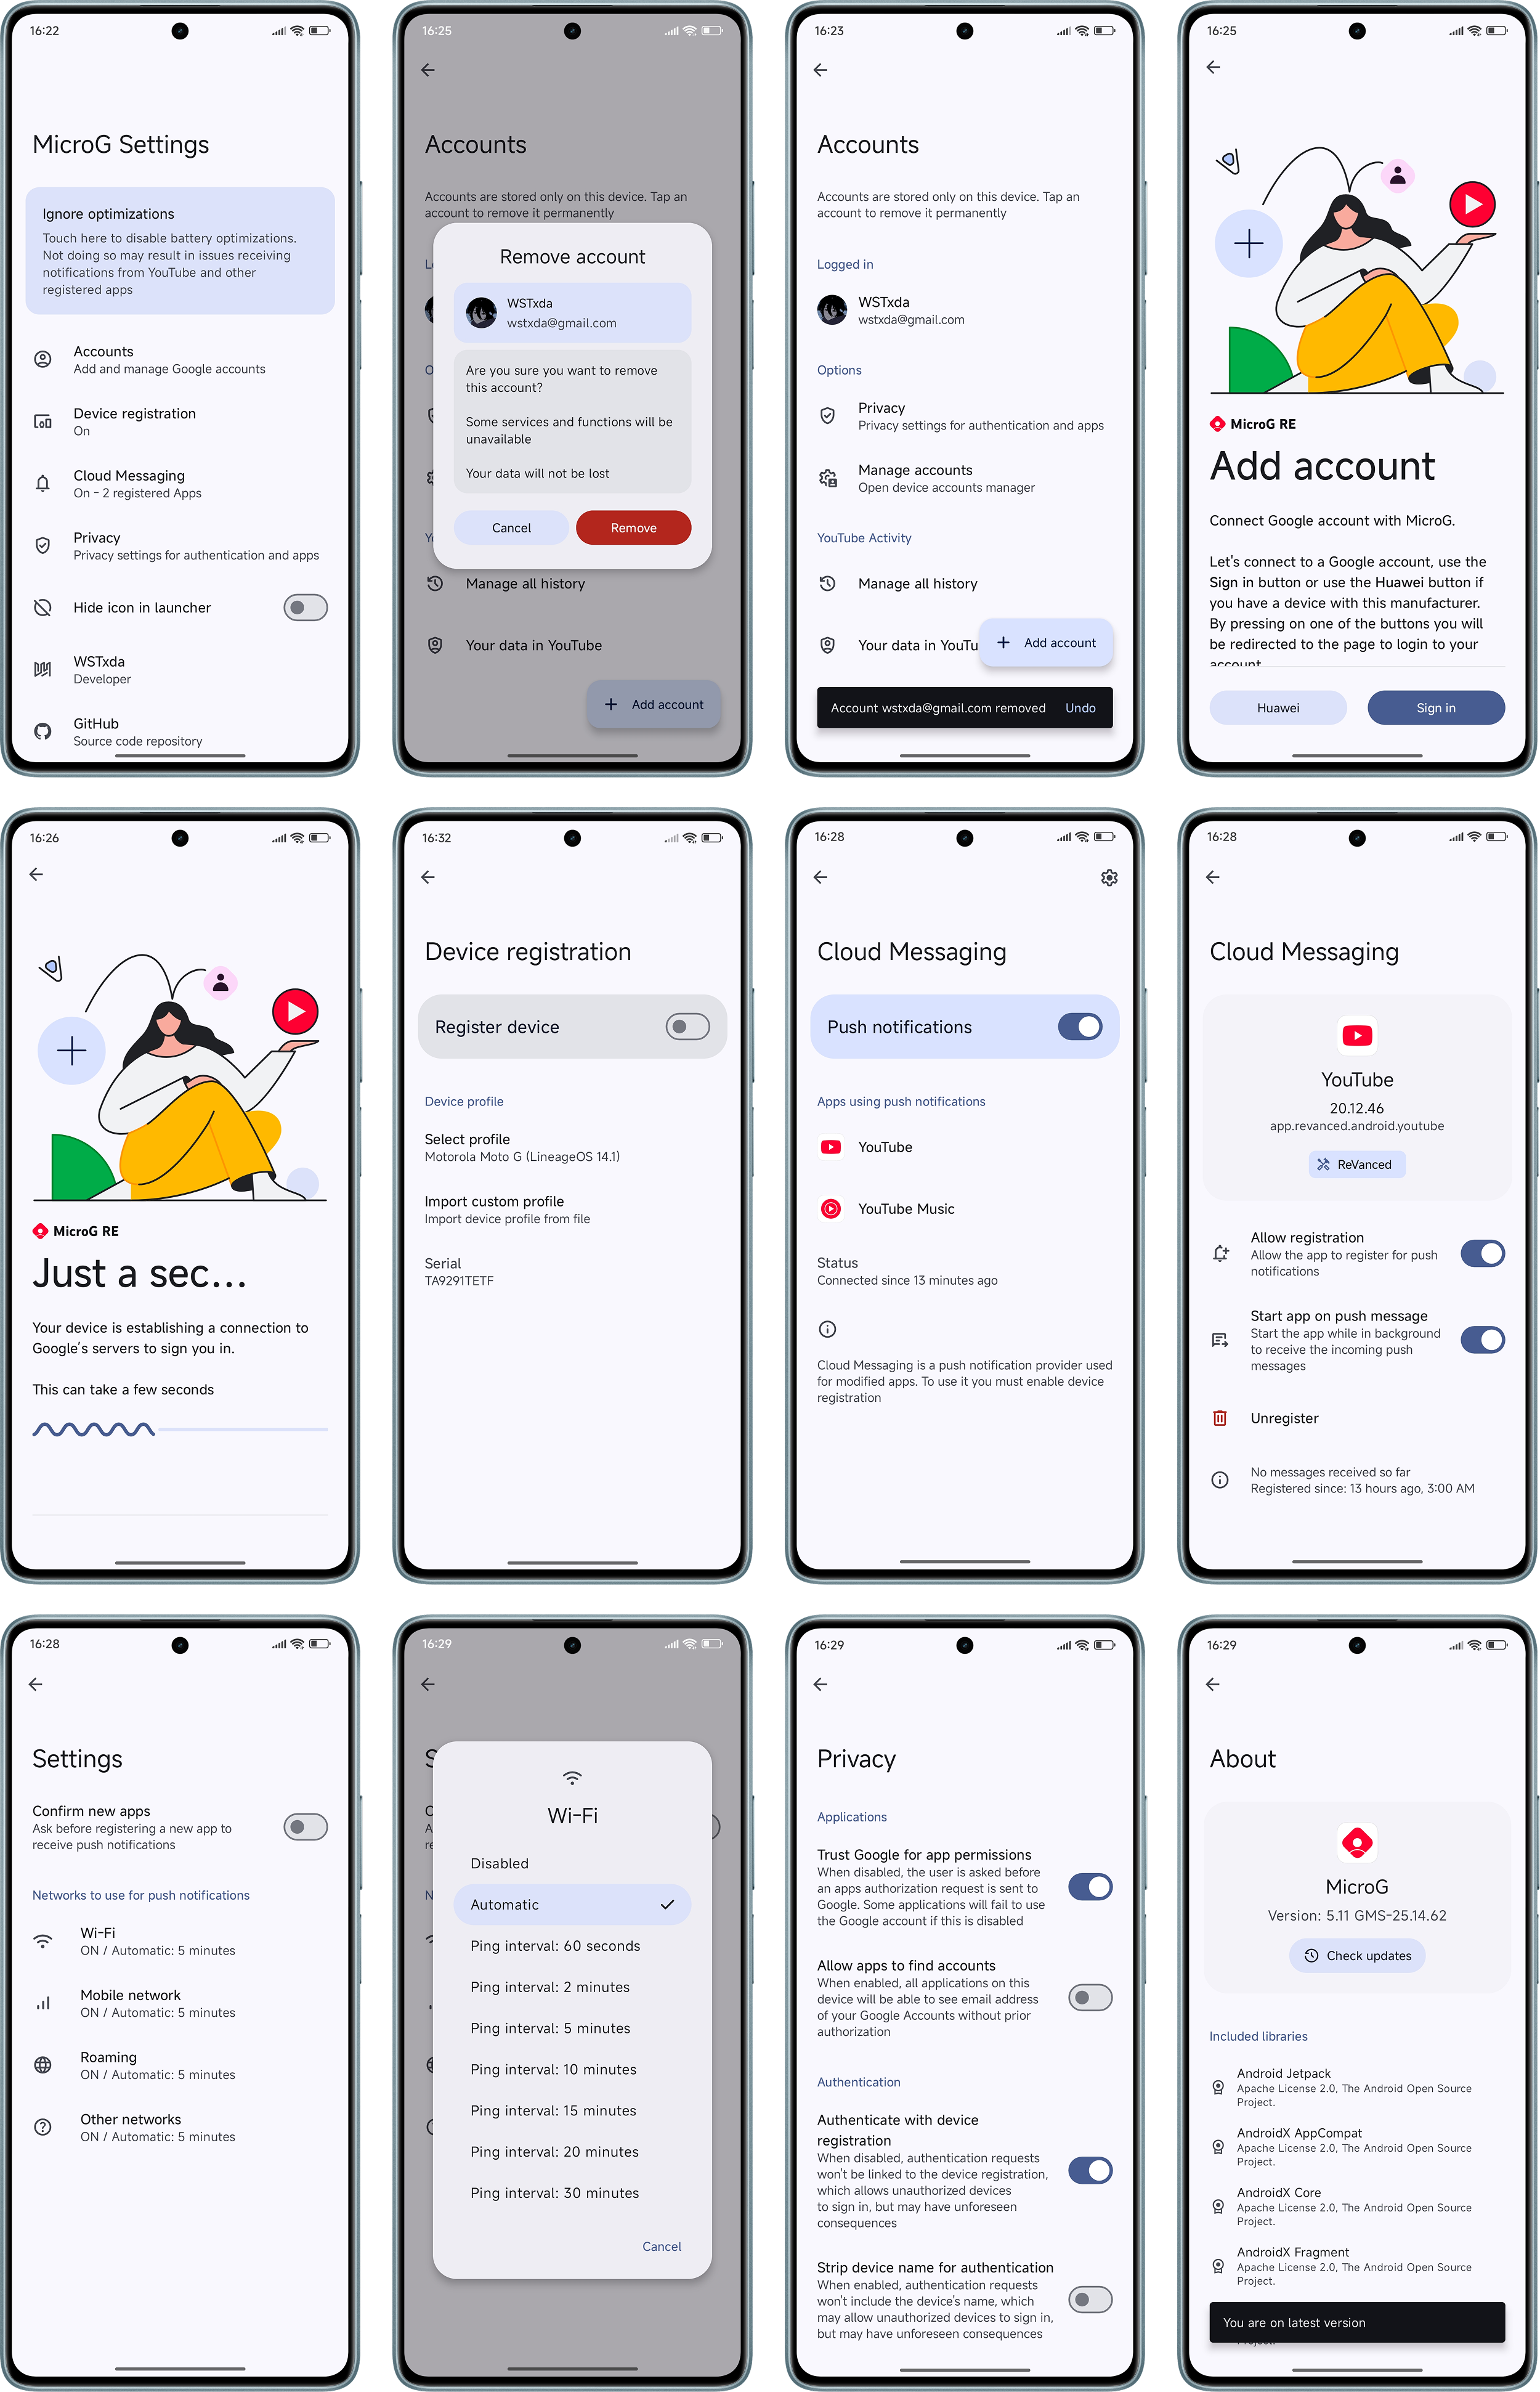 16:22
MicroG Settings
Ignore optimizations
Touch here to disable battery optimizations.
Not doing so may result in issues receiving
notifications from YouTube and other
registered apps
Accounts
Add and manage Google accounts
Device registration
On
Cloud Messaging
On - 2 registered Apps
Privacy
Privacy settings for authentication and apps
Hide icon in launcher
WSTxda
Developer
GitHub
Source code repository
16:25
Accounts
Accounts are stored only on this device. Tap an
account to remove it permanently
Remove account
WSTxda
wstxda@gmail.com
Are you sure you want to remove
this account?
Some services and functions will be
unavailable
Your data will not be lost
Cancel
Remove
Manage all history
Your data in YouTube
Add account
16:23
Accounts
Accounts are stored only on this device. Tap an
account to remove it permanently
Logged in
WSTxda
wstxda@gmail.com
Options
Privacy
Privacy settings for authentication and apps
Manage accounts
Open device accounts manager
YouTube Activity
Manage all history
Your data in YouTu
Add account
Account wstxda@gmail.com removed Undo
16:25
MicroG RE
Add account
Connect Google account with MicroG.
Let's connect to a Google account, use the
Sign in button or use the Huawei button if
you have a device with this manufacturer.
By pressing on one of the buttons you will
be redirected to the page to login to your
account
Huawei
Sign in
16:26
MicroG RE
Just a sec...
Your device is establishing a connection to
Google's servers to sign you in.
This can take a few seconds
16:32
Device registration
Register device
Device profile
Select profile
Motorola Moto G (LineageOS 14.1)
Import custom profile
Import device profile from file
Serial
TA9291TETF
16:28
Cloud Messaging
Push notifications
Apps using push notifications
YouTube
YouTube Music
Status
Connected since 13 minutes ago
Cloud Messaging is a push notification provider used
for modified apps. To use it you must enable device
registration
16:28
Cloud Messaging
YouTube
20.12.46
app.revanced.android.youtube
ReVanced
Allow registration
Allow the app to register for push
notifications
Start app on push message
Start the app while in background
to receive the incoming push
messages
Unregister
No messages received so far
Registered since: 13 hours ago, 3:00 AM
16:28
Settings
Confirm new apps
Ask before registering a new app to
receive push notifications
Networks to use for push notifications
Wi-Fi
ON / Automatic: 5 minutes
Mobile network
ON / Automatic: 5 minutes
Roaming
ON / Automatic: 5 minutes
Other networks
ON / Automatic: 5 minutes
16:29
Wi-Fi
Disabled
Automatic
Ping interval: 60 seconds
Ping interval: 2 minutes
Ping interval: 5 minutes
Ping interval: 10 minutes
Ping interval: 15 minutes
Ping interval: 20 minutes
Ping interval: 30 minutes
Cancel
16:29
Privacy
Applications
Trust Google for app permissions
When disabled, the user is asked before
an apps authorization request is sent to
Google. Some applications will fail to use
the Google account if this is disabled
Allow apps to find accounts
When enabled, all applications on this
device will be able to see email address
of your Google Accounts without prior
authorization
Authentication
Authenticate with device
registration
When disabled, authentication requests
won't be linked to the device registration,
which allows unauthorized devices
to sign in, but may have unforeseen
consequences
Strip device name for authentication
When enabled, authentication requests
won't include the device's name, which
may allow unauthorized devices to sign in,
but may have unforeseen consequences
16:29
About
MicroG
Version: 5.11 GMS-25.14.62
Check updates
Included libraries
Android Jetpack
Apache License 2.0, The Android Open Source
Project.
AndroidX AppCompat
Apache License 2.0, The Android Open Source
Project.
AndroidX Core
Apache License 2.0, The Android Open Source
Project.
AndroidX Fragment
Apache License 2.0, The Android Open Source
Project.
You are on latest version